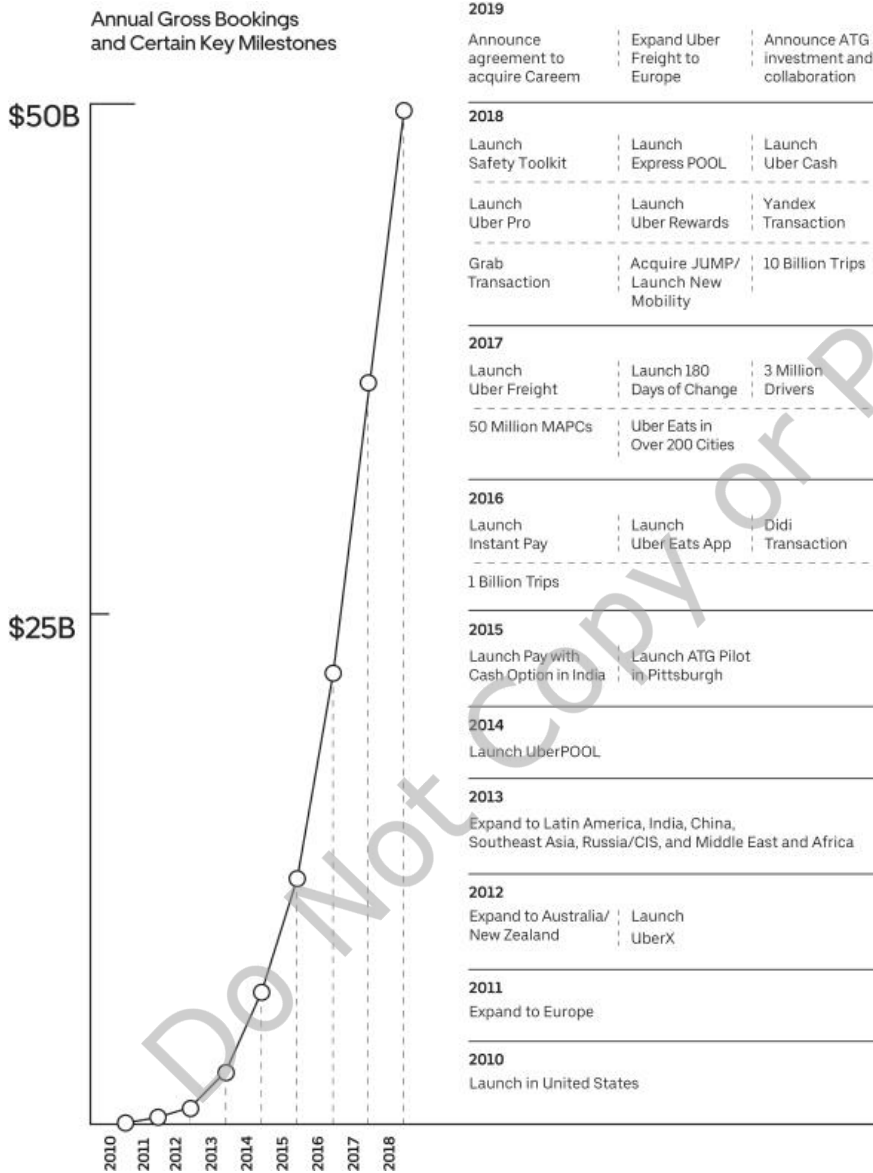 Annual Gross Bookings
and Certain Key Milestones
$50B
$25B
2010
2011
2012
2013
2014
2015
2016
2017
2018
2019
Announce
agreement to
acquire Careem
Expand Uber
Freight to
Europe
Announce ATG
investment and
collaboration
2018
Launch
Safety Toolkit
Launch
Express POOL
Launch
Uber Cash
Launch
Uber Pro
Launch
Uber Rewards
Yandex
Transaction
Grab
Transaction
Acquire JUMP/
Launch New
Mobility
10 Billion Trips
2017
Launch
Uber Freight
Launch 180
Days of Change
3 Million
Drivers
50 Million MAPCs
Uber Eats in
Over 200 Cities
2016
Launch
Instant Pay
Launch
Uber Eats App
Didi
Transaction
1 Billion Trips
2015
Launch Pay with
Cash Option in India
Launch ATG Pilot
in Pittsburgh
2014
Launch UberPOOL
2013
Expand to Latin America, India, China,
Southeast Asia, Russia/CIS, and Middle East and Africa
2012
Expand to Australia/
New Zealand
Launch
UberX
2011
Expand to Europe
2010
Launch in United States
Do Not Copy or P